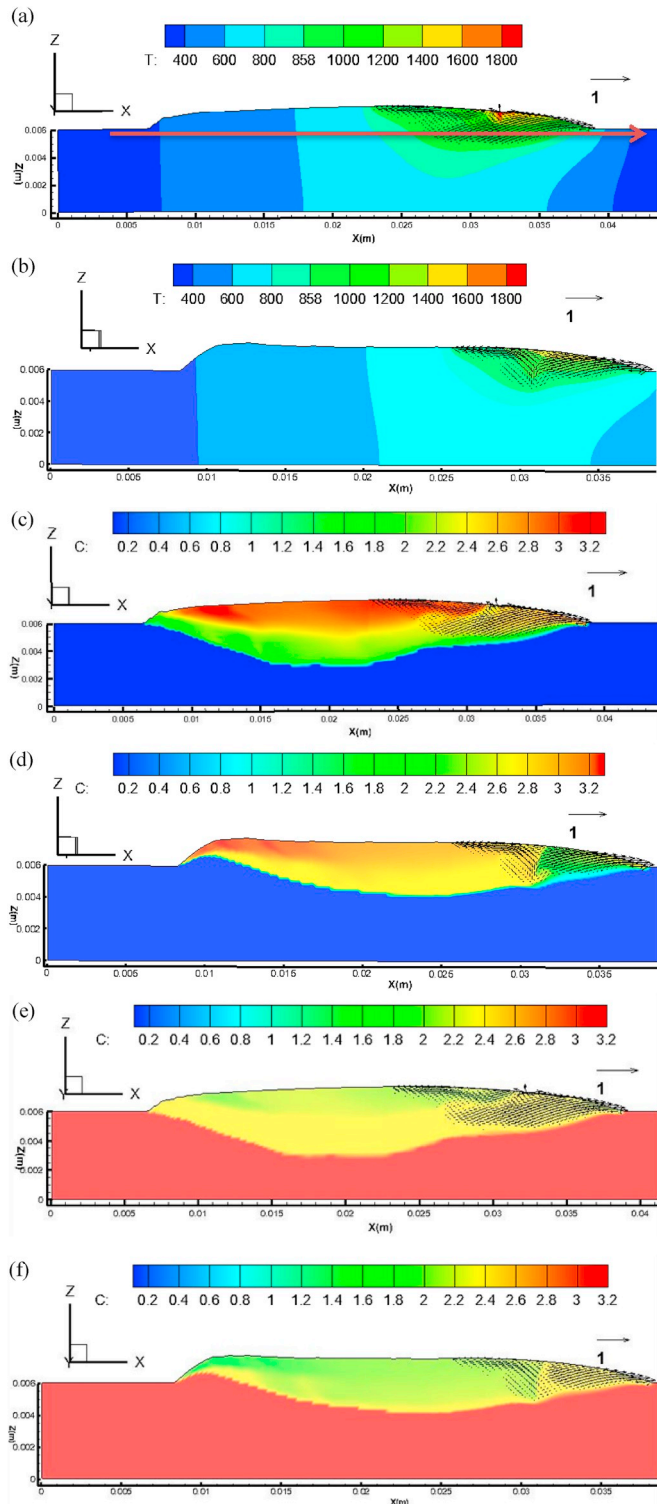 (a)
Z
T: 400 600 800 858 1000 1200 1400 1600 1800
X
1
0.006
0.004
0.002
0
Z(m)
0 0.005 0.01 0.015 0.02 0.025 0.03 0.035 0.04
X(m)
(b)
Z
T: 400 600 800 858 1000 1200 1400 1600 1800
1
X
0.006
0.004
0.002
0
Z(m)
0 0.005 0.01 0.015 0.02 0.025 0.03 0.035
X(m)
(c)
Z
C: 0.2 0.4 0.6 0.8 1 1.2 1.4 1.6 1.8 2 2.2 2.4 2.6 2.8 3 3.2
X
1
0.006
0.004
0.002
0
Z(m)
0 0.005 0.01 0.015 0.02 0.025 0.03 0.035 0.04
X(m)
(d)
Z
C: 0.2 0.4 0.6 0.8 1 1.2 1.4 1.6 1.8 2 2.2 2.4 2.6 2.8 3 3.2
1
X
0.006
0.004
0.002
0
Z(m)
0 0.005 0.01 0.015 0.02 0.025 0.03 0.035
X(m)
(e)
Z
C: 0.2 0.4 0.6 0.8 1 1.2 1.4 1.6 1.8 2 2.2 2.4 2.6 2.8 3 3.2
Y X
1
0.006
0.004
0.002
0
Z(m)
0 0.005 0.01 0.015 0.02 0.025 0.03 0.035 0.04
X(m)
(f)
C: 0.2 0.4 0.6 0.8 1 1.2 1.4 1.6 1.8 2 2.2 2.4 2.6 2.8 3 3.2
Z
Y X
1
0.006
0.004
0.002
0
Z(m)
0 0.005 0.01 0.015 0.02 0.025 0.03 0.035
X(m)